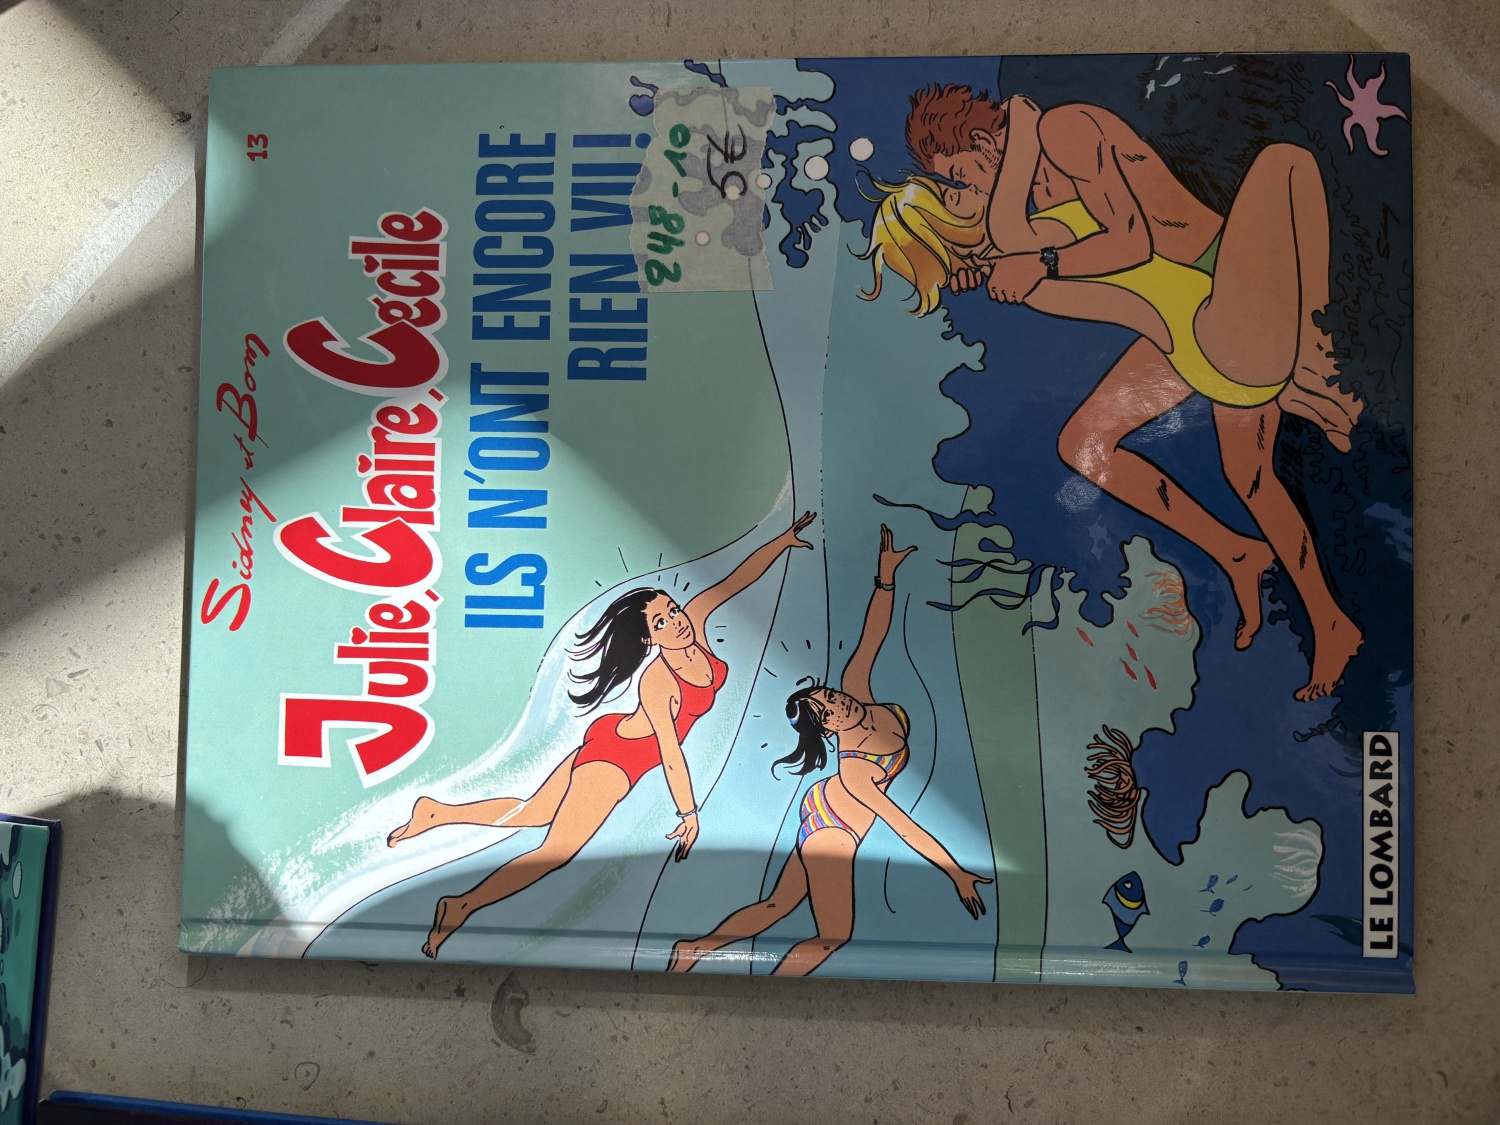 13
Sidney et Bom
Julie, Claire, Cécile
ILS N'ONT ENCORE
RIEN VU!
248-10
5€
LE LOMBARD